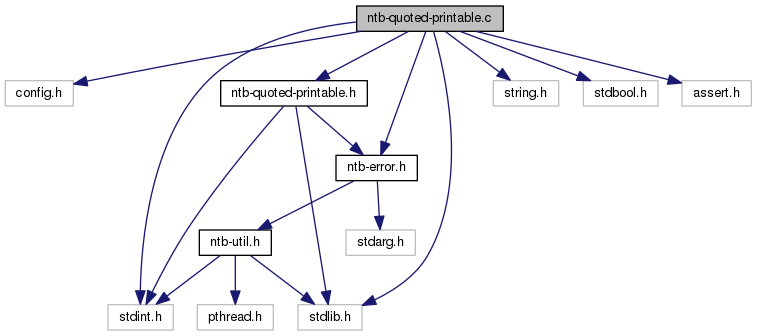 ntb-quoted-printable.c
config.h
ntb-quoted-printable.h
string.h
stdbool.h
assert.h
ntb-error.h
ntb-util.h
stdarg.h
stdint.h
pthread.h
stdlib.h